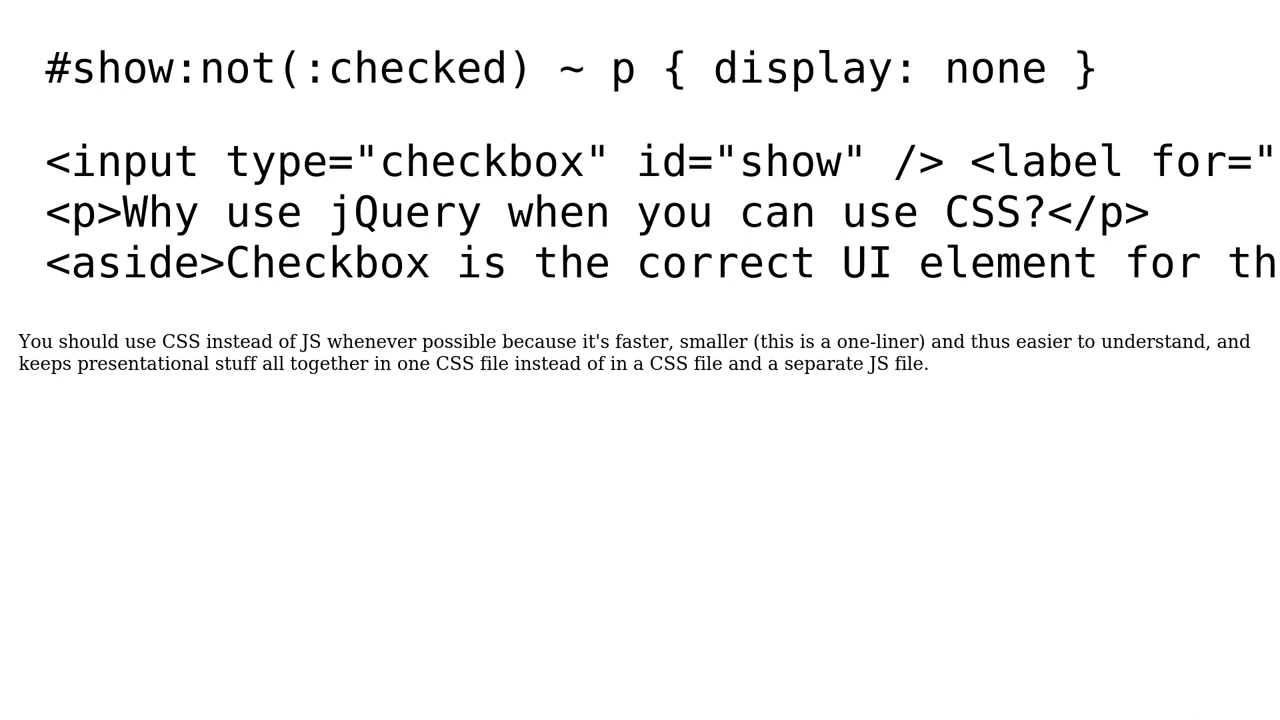 #show:not(:checked) ~ p { display: none }
<input type="checkbox" id="show" /> <label for="
<p>Why use jQuery when you can use CSS?</p>
<aside>Checkbox is the correct UI element for th
You should use CSS instead of JS whenever possible because it's faster, smaller (this is a one-liner) and thus easier to understand, and
keeps presentational stuff all together in one CSS file instead of in a CSS file and a separate JS file.